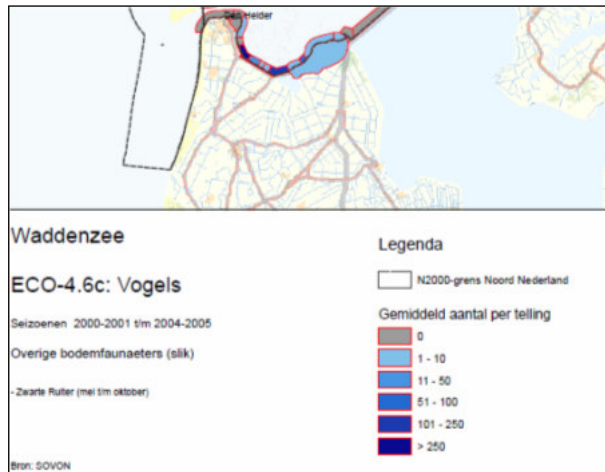 Den Helder
Waddenzee
ECO-4.6c: Vogels
Seizoenen 2000-2001 t/m 2004-2005
Overige bodemfaunaeters (slik)
- Zwarte Ruiter (mei t/m oktober)
Bron: SOVON
Legenda
N2000-grens Noord Nederland
Gemiddeld aantal per telling
0
1 - 10
11 - 50
51 - 100
101 - 250
> 250